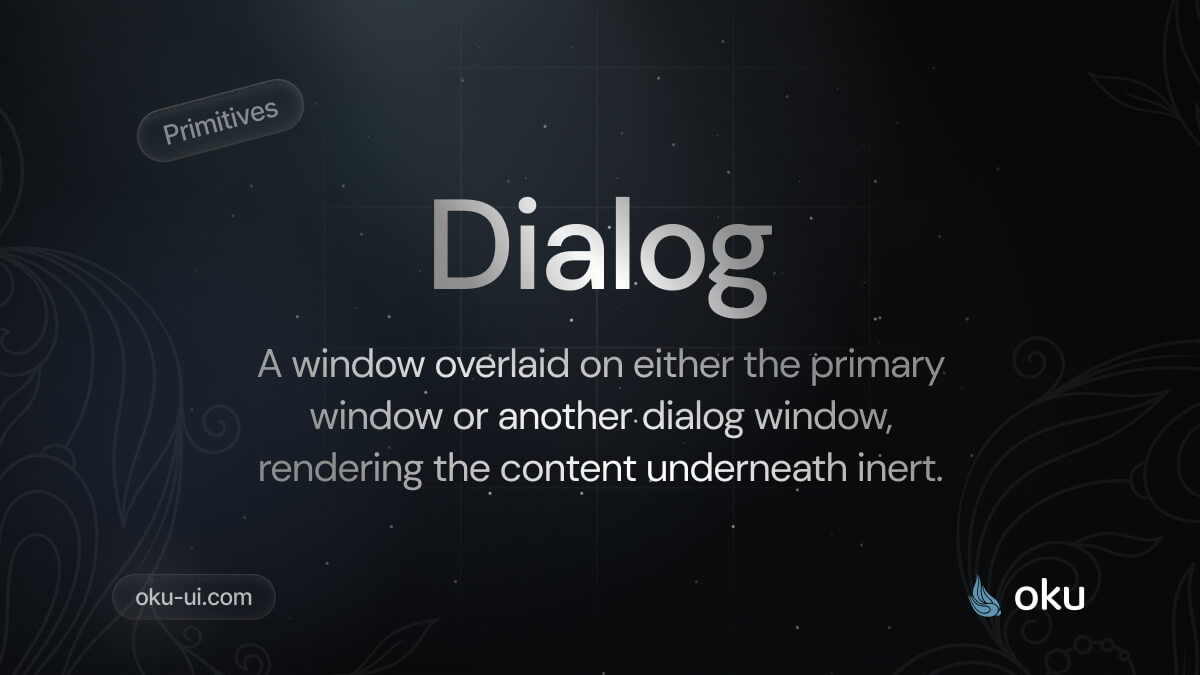 Primitives
Dialog
A window overlaid on either the primary
window or another dialog window,
rendering the content underneath inert.
oku-ui.com
oku